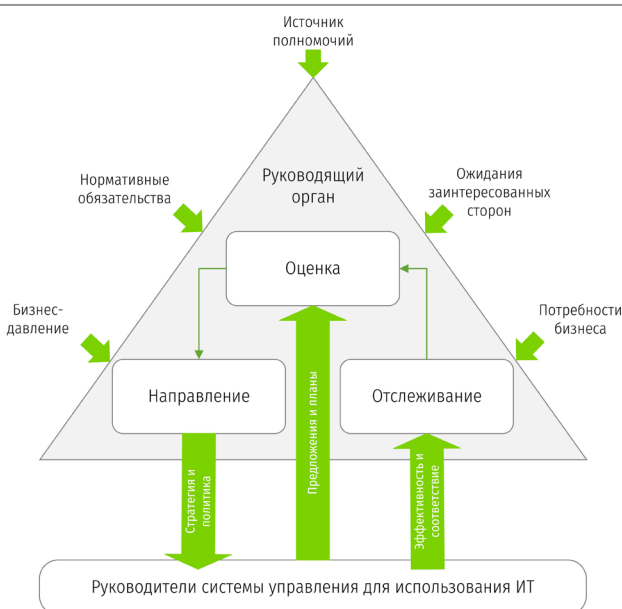 Источник
полномочий
Нормативные
обязательства
Руководящий
орган
Ожидания
заинтересованных
сторон
Оценка
Бизнес-
давление
Потребности
бизнеса
Направление
Отслеживание
Стратегия и
политика
Предложения и планы
Эффективность и
соответствие
Руководители системы управления для использования ИТ